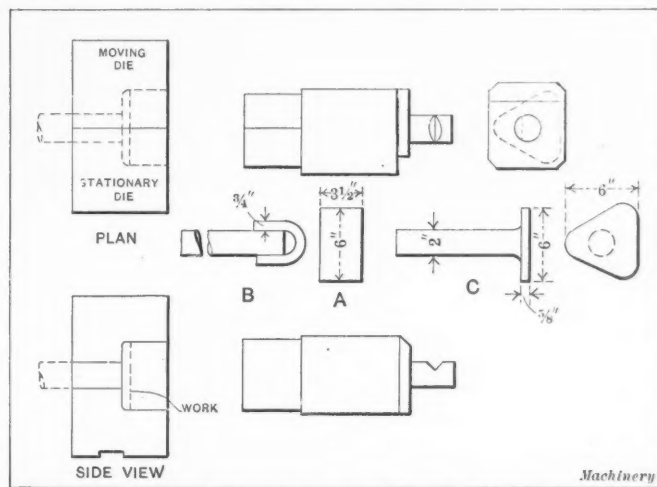 MOVING
DIE
STATIONARY
DIE
PLAN
3/4"
3 1/2"
6"
B
A
2"
C
6"
5/8"
6"
WORK
SIDE VIEW
Machinery